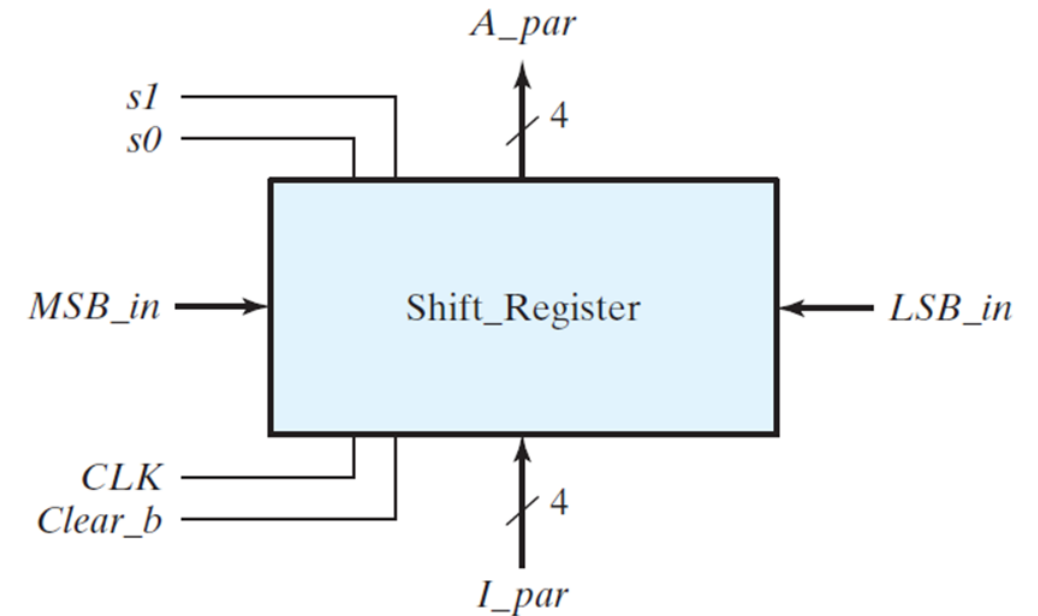 A_par
4
s1
s0
MSB_in
Shift_Register
LSB_in
CLK
Clear_b
4
I_par